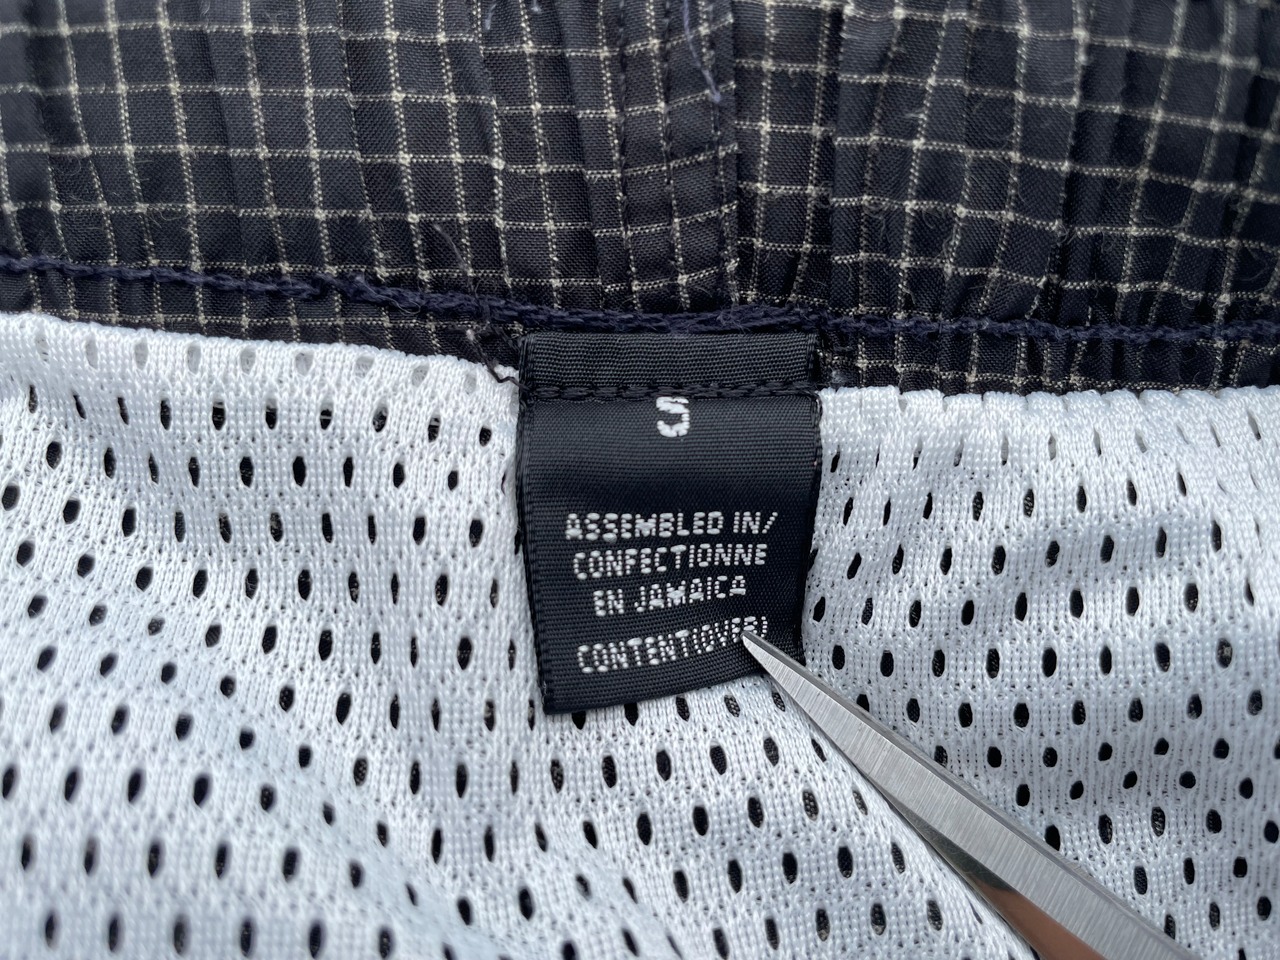 S
ASSEMBLED IN/
CONFECTIONNE
EN JAMAICA
CONTENT(OVER)